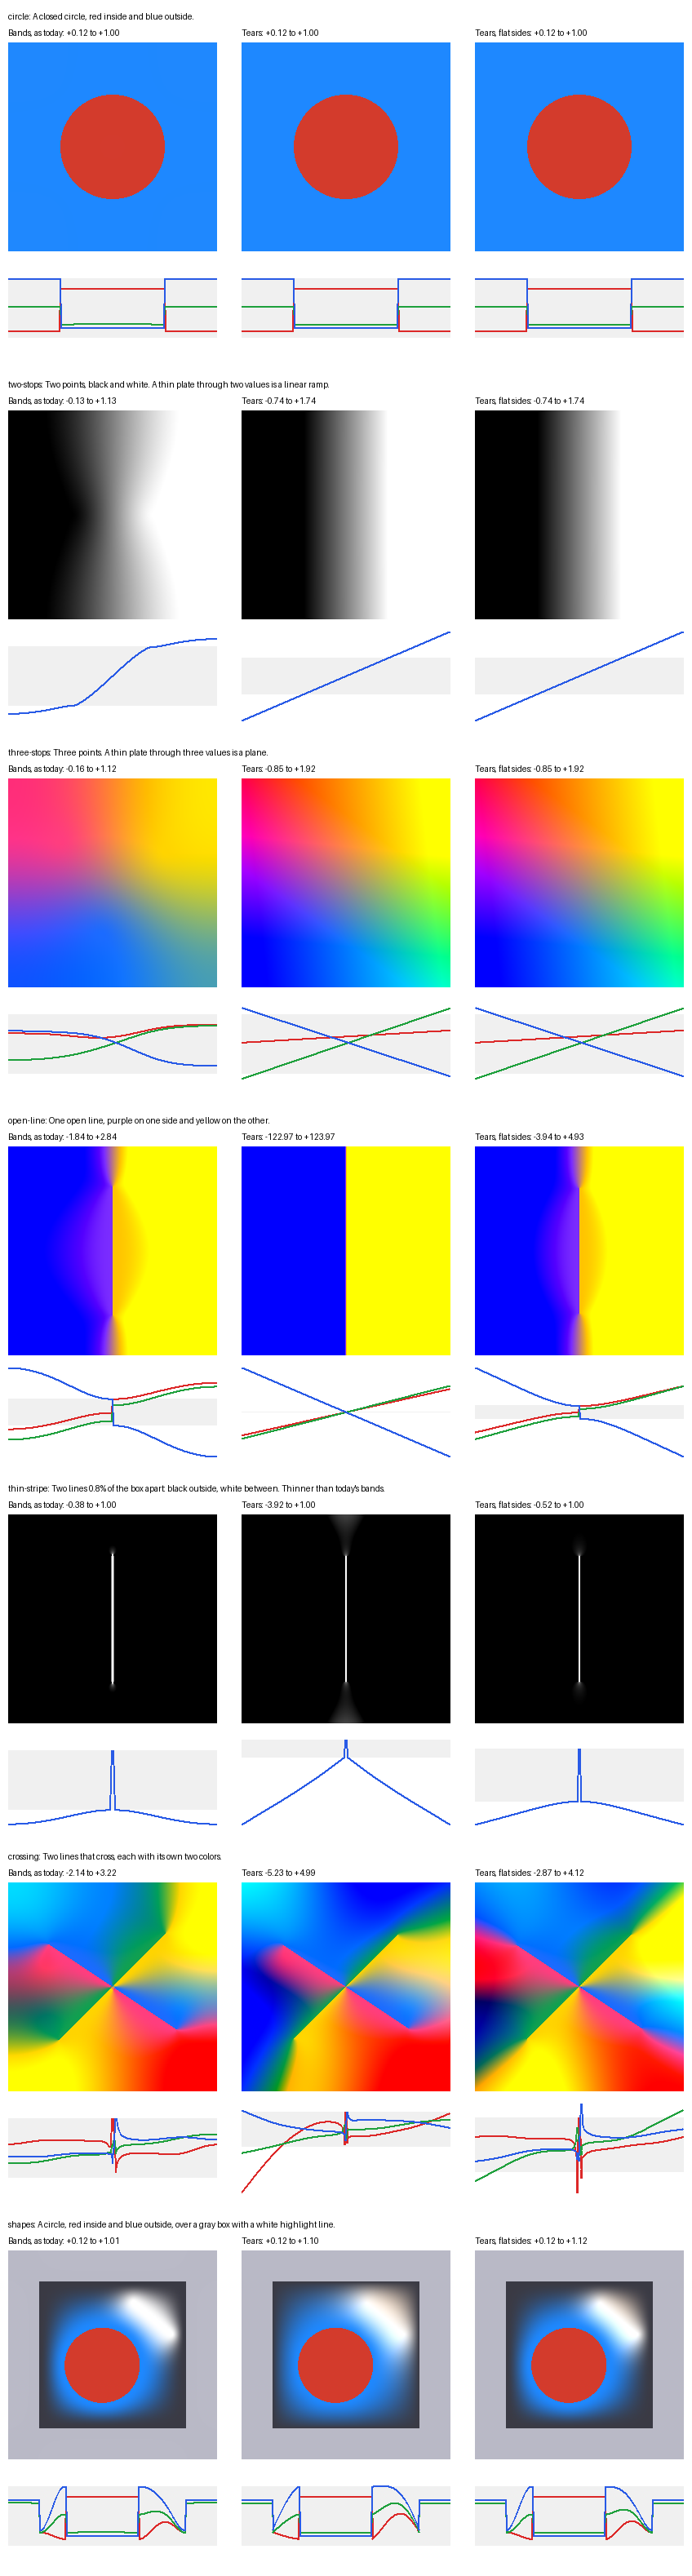 circle: A closed circle, red inside and blue outside.
Bands, as today: +0.12 to +1.00
Tears: +0.12 to +1.00
Tears, flat sides: +0.12 to +1.00
two-stops: Two points, black and white. A thin plate through two values is a linear ramp.
Bands, as today: -0.13 to +1.13
Tears: -0.74 to +1.74
Tears, flat sides: -0.74 to +1.74
three-stops: Three points. A thin plate through three values is a plane.
Bands, as today: -0.16 to +1.12
Tears: -0.85 to +1.92
Tears, flat sides: -0.85 to +1.92
open-line: One open line, purple on one side and yellow on the other.
Bands, as today: -1.84 to +2.84
Tears: -122.97 to +123.97
Tears, flat sides: -3.94 to +4.93
thin-stripe: Two lines 0.8% of the box apart: black outside, white between. Thinner than today's bands.
Bands, as today: -0.38 to +1.00
Tears: -3.92 to +1.00
Tears, flat sides: -0.52 to +1.00
crossing: Two lines that cross, each with its own two colors.
Bands, as today: -2.14 to +3.22
Tears: -5.23 to +4.99
Tears, flat sides: -2.87 to +4.12
shapes: A circle, red inside and blue outside, over a gray box with a white highlight line.
Bands, as today: +0.12 to +1.01
Tears: +0.12 to +1.10
Tears, flat sides: +0.12 to +1.12